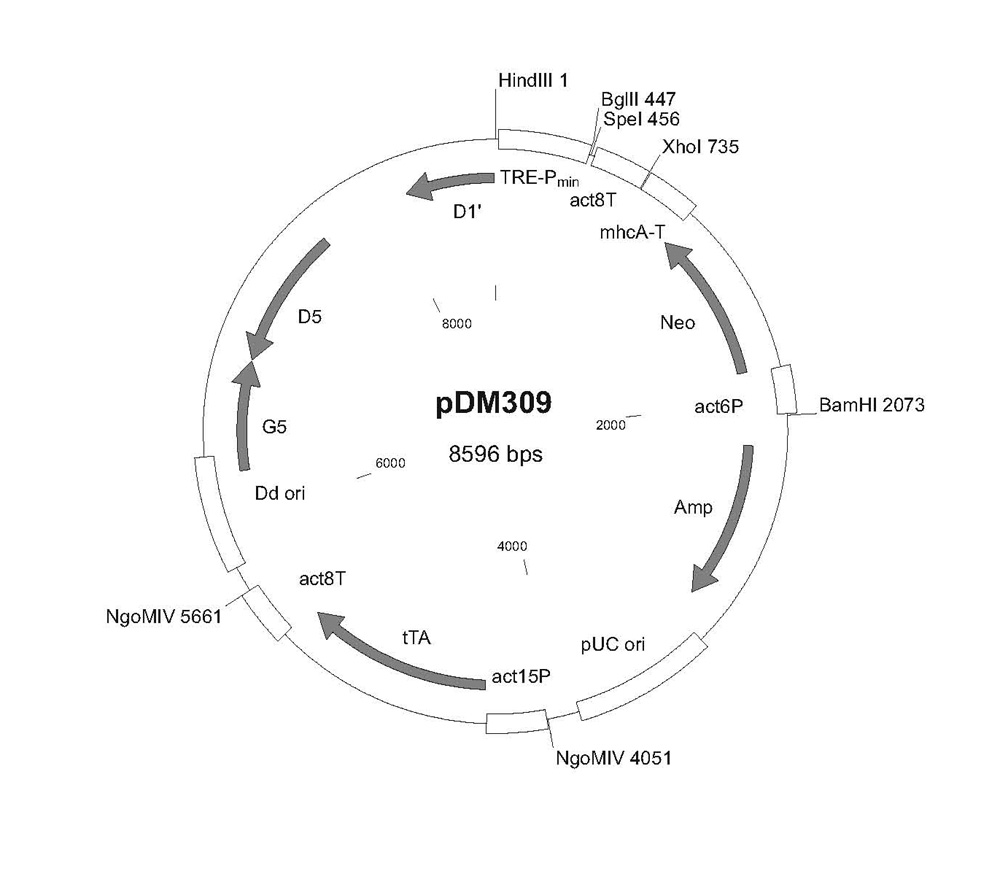 HindIII 1
BglII 447
SpeI 456
XhoI 735
TRE-Pmin
act8T
D1'
mhcA-T
D5
8000
Neo
pDM309
act6P
BamHI 2073
2000
G5
8596 bps
6000
Dd ori
Amp
4000
act8T
NgoMIV 5661
tTA
pUC ori
act15P
NgoMIV 4051